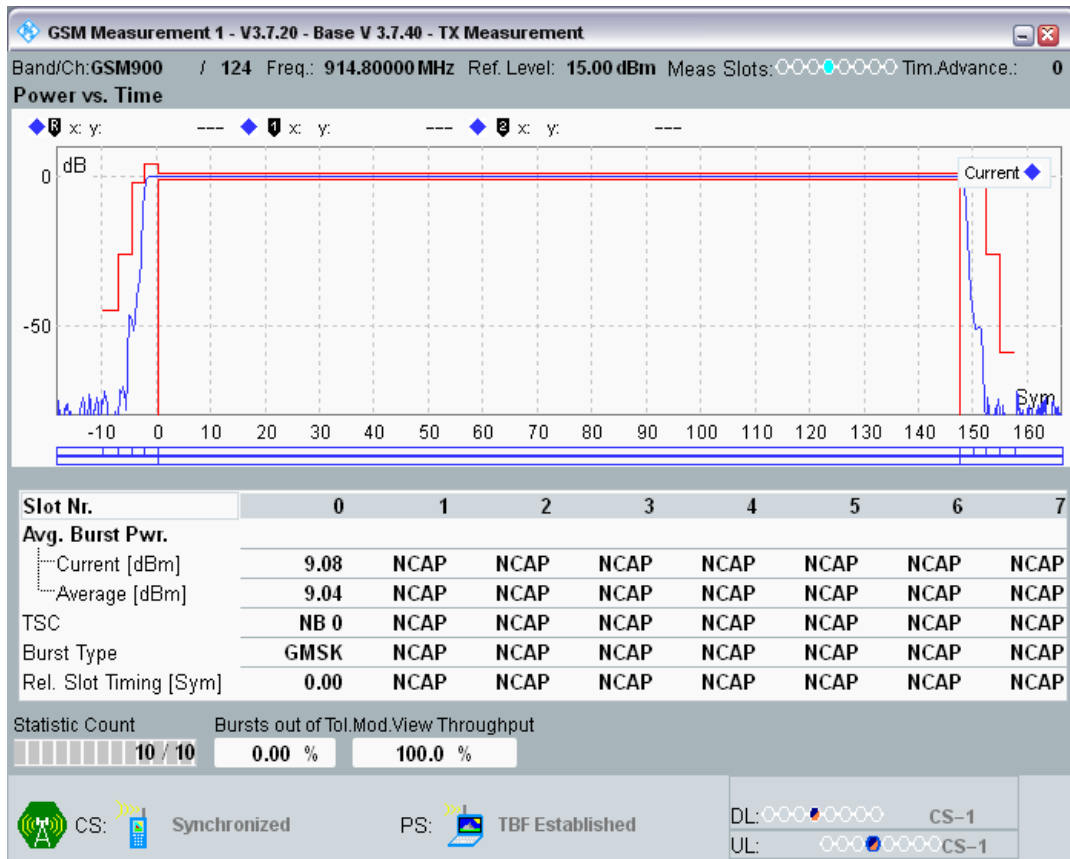 GSM Measurement 1 - V3.7.20 - Base V 3.7.40 - TX Measurement
Band/Ch:GSM900 / 124 Freq.: 914.80000 MHz Ref. Level: 15.00 dBm Meas Slots: Tim.Advance.: 0
Power vs. Time
R x: y: --- 1 x: y: --- 2 x: y: ---
dB
Current
0
-50
Sym
-10 0 10 20 30 40 50 60 70 80 90 100 110 120 130 140 150 160
Slot Nr. 0 1 2 3 4 5 6 7
Avg. Burst Pwr.
Current [dBm] 9.08 NCAP NCAP NCAP NCAP NCAP NCAP NCAP
Average [dBm] 9.04 NCAP NCAP NCAP NCAP NCAP NCAP NCAP
TSC NB 0 NCAP NCAP NCAP NCAP NCAP NCAP NCAP
Burst Type GMSK NCAP NCAP NCAP NCAP NCAP NCAP NCAP
Rel. Slot Timing [Sym] 0.00 NCAP NCAP NCAP NCAP NCAP NCAP NCAP
Statistic Count Bursts out of Tol.Mod.View Throughput
10 / 10 0.00 % 100.0 %
CS: Synchronized PS: TBF Established
DL: CS-1
UL: CS-1